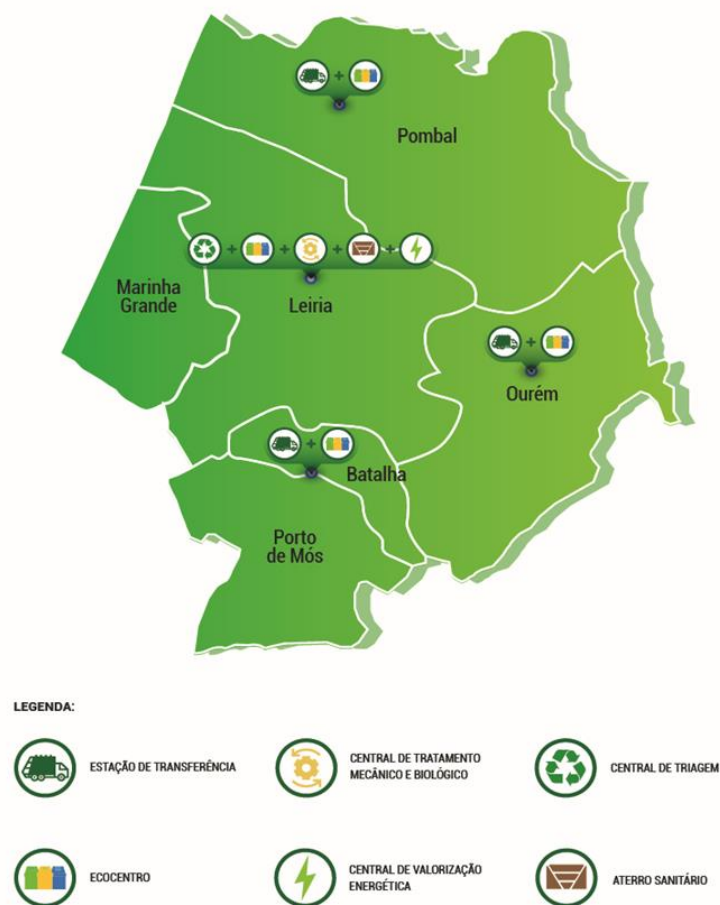 Pombal
Marinha
Grande
Leiria
Ourém
Batalha
Porto
de Mós
LEGENDA:
ESTAÇÃO DE TRANSFERÊNCIA
CENTRAL DE TRATAMENTO
MECÂNICO E BIOLÓGICO
CENTRAL DE TRIAGEM
ECOCENTRO
CENTRAL DE VALORIZAÇÃO
ENERGÉTICA
ATERRO SANITÁRIO